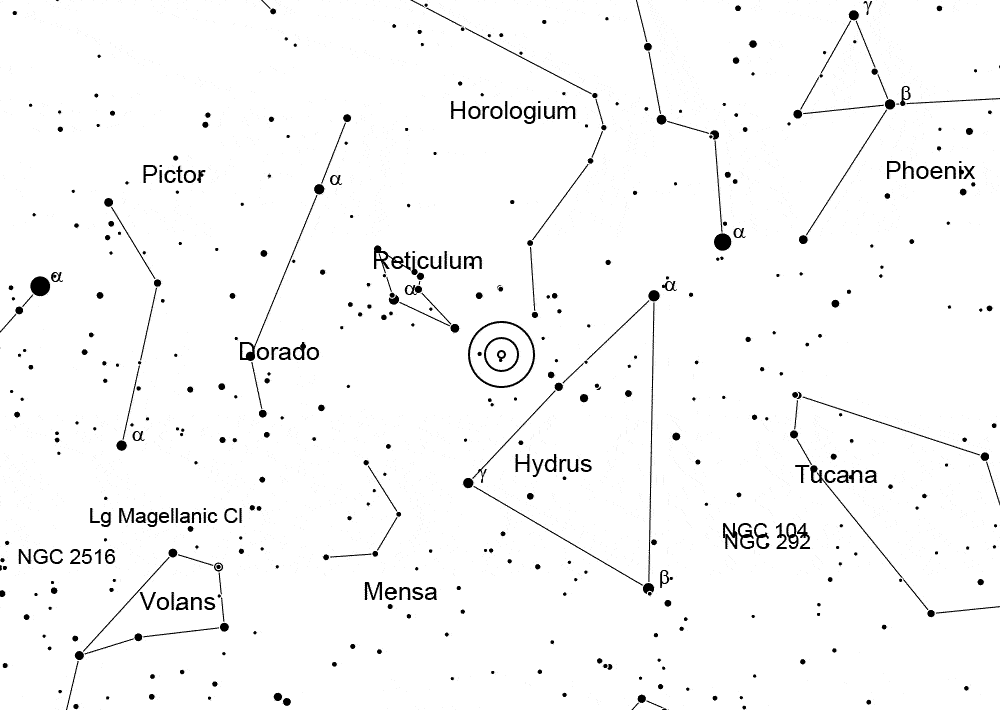 γ
β
Horologium
Phoenix
Pictor
α
α
Reticulum
α
α
α
Dorado
α
Hydrus
γ
Tucana
Lg Magellanic Cl
NGC 104
NGC 292
NGC 2516
β
Mensa
Volans